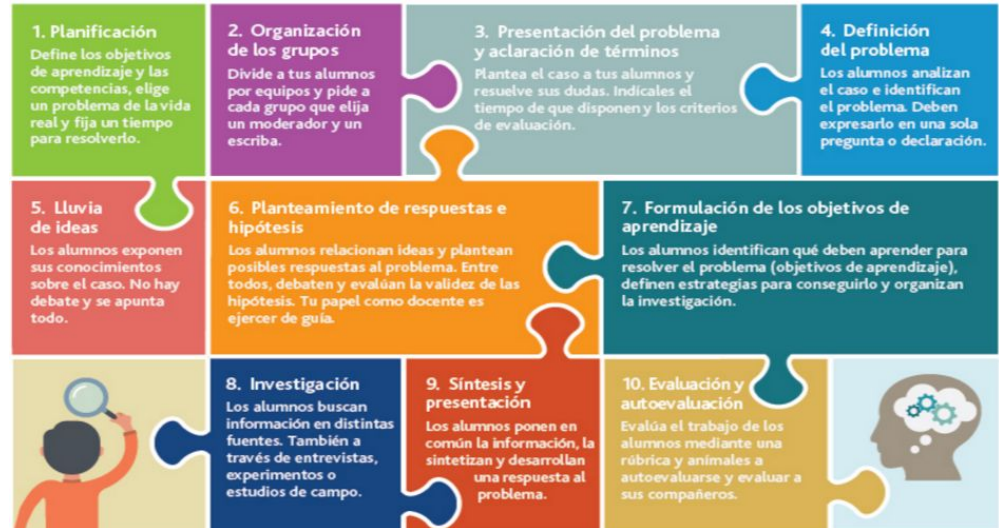 1. Planificación
Define los objetivos
de aprendizaje y las
competencias, elige
un problema de la vida
real y fija un tiempo
para resolverlo.
2. Organización
de los grupos
Divide a tus alumnos
por equipos y pide a
cada grupo que elija
un moderador y un
escriba.
3. Presentación del problema
y aclaración de términos
Plantea el caso a tus alumnos y
resuelve sus dudas. Indícales el
tiempo de que disponen y los criterios
de evaluación.
4. Definición
del problema
Los alumnos analizan
el caso e identifican
el problema. Deben
expresarlo en una sola
pregunta o declaración.
5. Lluvia
de ideas
Los alumnos exponen
sus conocimientos
sobre el caso. No hay
debate y se apunta
todo.
6. Planteamiento de respuestas e
hipótesis
Los alumnos relacionan ideas y plantean
posibles respuestas al problema. Entre
todos, debaten y evalúan la validez de las
hipótesis. Tu papel como docente es
ejercer de guía.
7. Formulación de los objetivos de
aprendizaje
Los alumnos identifican qué deben aprender para
resolver el problema (objetivos de aprendizaje),
definen estrategias para conseguirlo y organizan
la investigación.
8. Investigación
Los alumnos buscan
información en distintas
fuentes. También a
través de entrevistas,
experimentos o
estudios de campo.
9. Síntesis y
presentación
Los alumnos ponen en
común la información, la
sintetizan y desarrollan
una respuesta al
problema.
10. Evaluación y
autoevaluación
Evalúa el trabajo de los
alumnos mediante una
rúbrica y anímales a
autoevaluarse y evaluar a
sus compañeros.